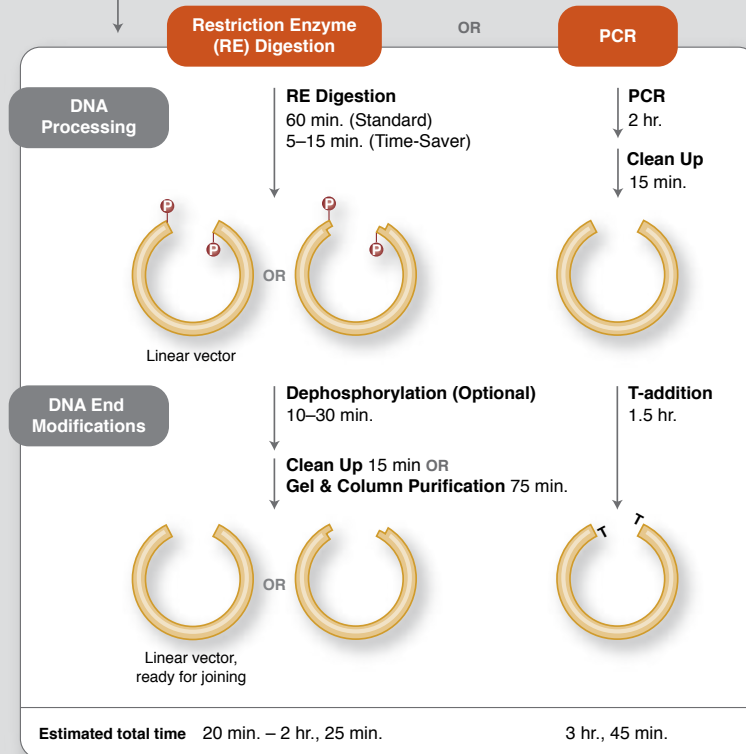 Restriction Enzyme
(RE) Digestion
OR
PCR
DNA
Processing
RE Digestion
60 min. (Standard)
5–15 min. (Time-Saver)
PCR
2 hr.
Clean Up
15 min.
P
P
OR
P
P
Linear vector
DNA End
Modifications
Dephosphorylation (Optional)
10–30 min.
Clean Up 15 min OR
Gel & Column Purification 75 min.
T-addition
1.5 hr.
OR
T
T
Linear vector,
ready for joining
Estimated total time 20 min. – 2 hr., 25 min. 3 hr., 45 min.